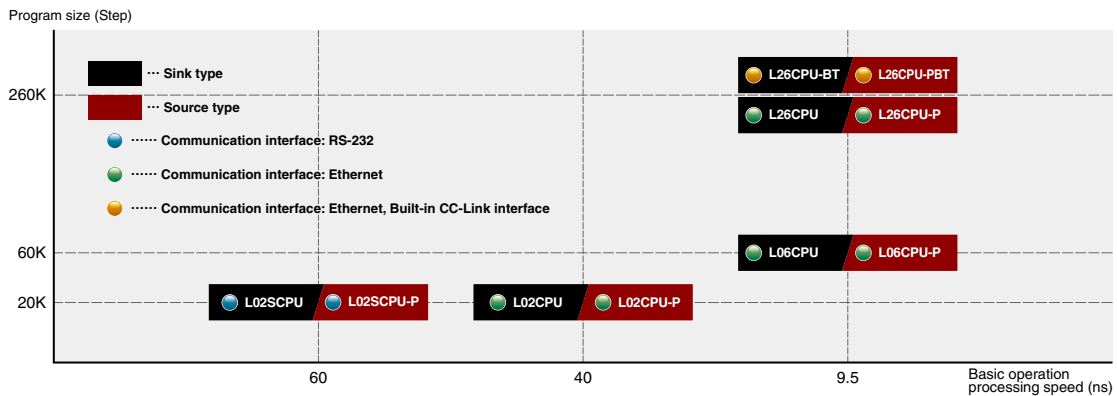 Program size (Step)
··· Sink type
L26CPU-BT L26CPU-PBT
260K
··· Source type
L26CPU L26CPU-P
······ Communication interface: RS-232
······ Communication interface: Ethernet
······ Communication interface: Ethernet, Built-in CC-Link interface
60K
L06CPU L06CPU-P
20K
L02SCPU L02SCPU-P L02CPU L02CPU-P
60 40 9.5
Basic operation
processing speed (ns)